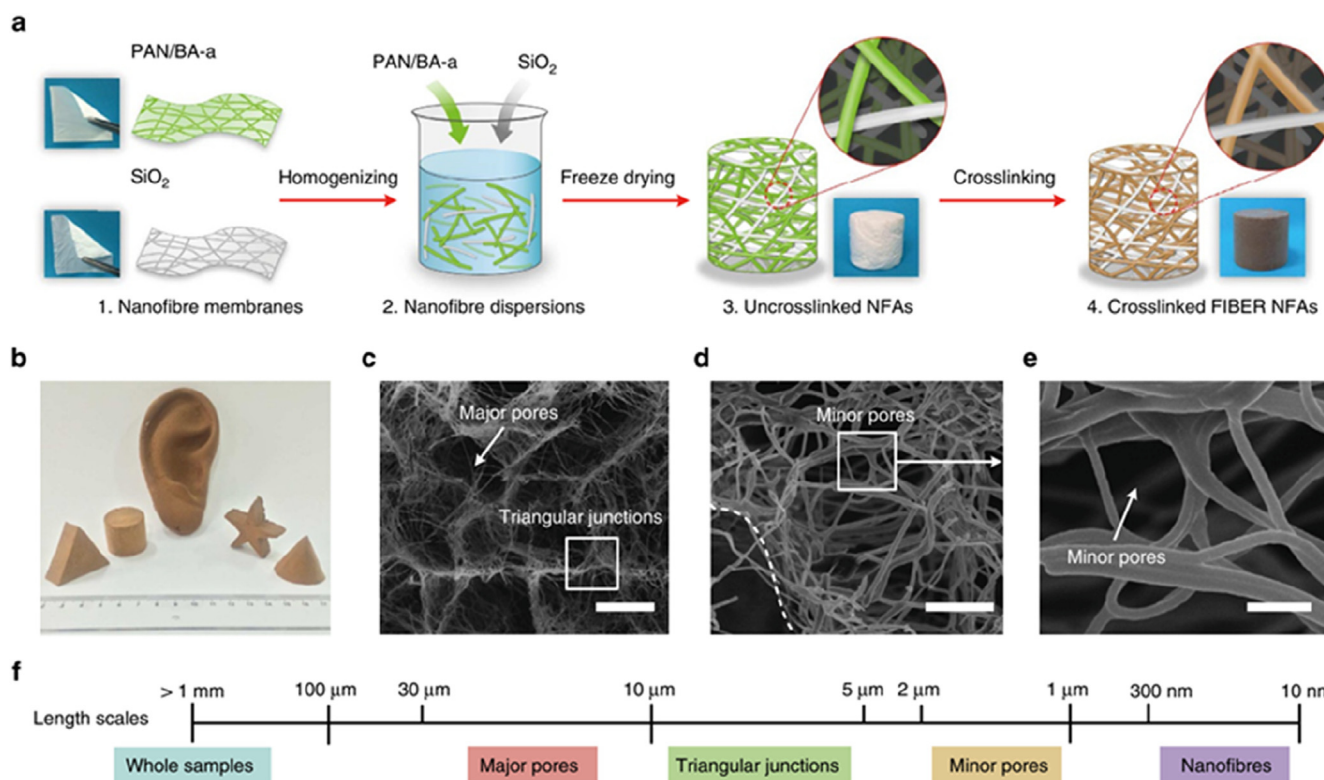 a
PAN/BA-a
SiO₂
PAN/BA-a
SiO₂
Homogenizing
Freeze drying
Crosslinking
1. Nanofibre membranes
2. Nanofibre dispersions
3. Uncrosslinked NFAs
4. Crosslinked FIBER NFAs
b
c
Major pores
Triangular junctions
d
Minor pores
e
Minor pores
f
> 1 mm
100 μm
30 μm
10 μm
5 μm
2 μm
1 μm
300 nm
10 nm
Length scales
Whole samples
Major pores
Triangular junctions
Minor pores
Nanofibres